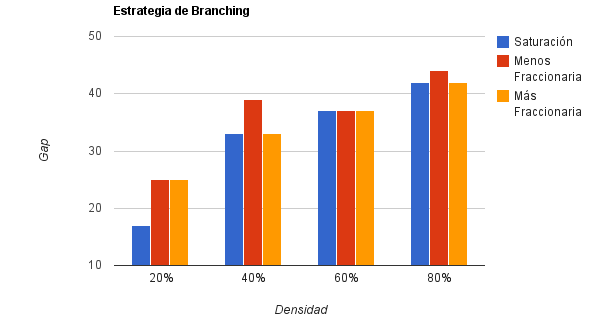 Estrategia de Branching
50
40
30
20
10
Gap
20%
40%
60%
80%
Densidad
Saturación
Menos
Fraccionaria
Más
Fraccionaria